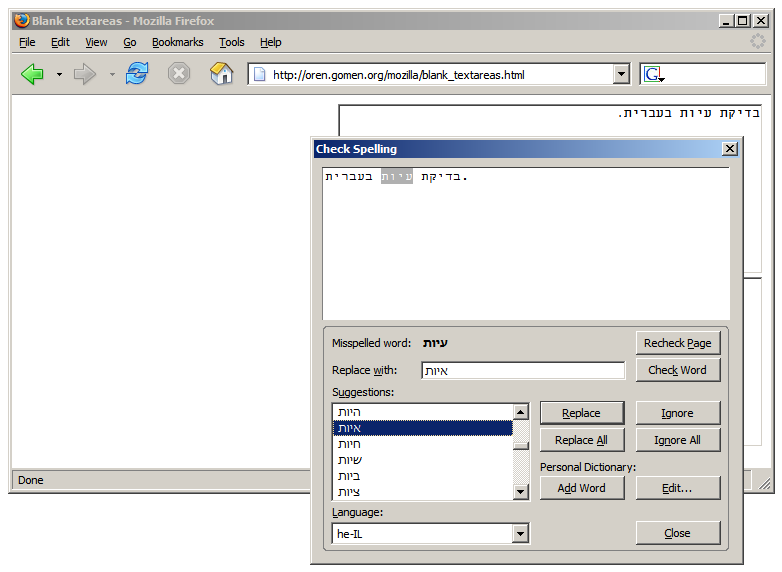 Blank textareas - Mozilla Firefox
File Edit View Go Bookmarks Tools Help
http://oren.gomen.org/mozilla/blank_textareas.html G
בדיקת עיות בעברית.
Check Spelling
בדיקת עיות בעברית.
Misspelled word: עיות Recheck Page
Replace with: איות Check Word
Suggestions:
היות Replace Ignore
איות
חיות Replace All Ignore All
שיות
Personal Dictionary:
ביות Add Word Edit...
ציות
Language:
he-IL Close
Done